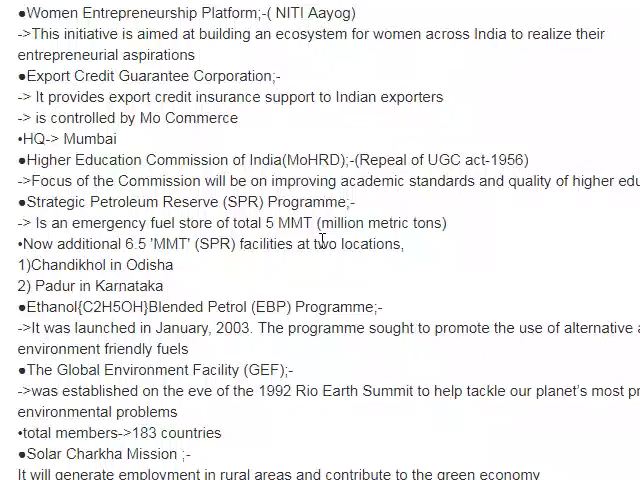 ●Women Entrepreneurship Platform;-( NITI Aayog)
->This initiative is aimed at building an ecosystem for women across India to realize their
entrepreneurial aspirations
●Export Credit Guarantee Corporation;-
-> It provides export credit insurance support to Indian exporters
-> is controlled by Mo Commerce
•HQ-> Mumbai
●Higher Education Commission of India(MoHRD);-(Repeal of UGC act-1956)
->Focus of the Commission will be on improving academic standards and quality of higher edu
●Strategic Petroleum Reserve (SPR) Programme;-
-> Is an emergency fuel store of total 5 MMT (million metric tons)
•Now additional 6.5 'MMT' (SPR) facilities at two locations,
1)Chandikhol in Odisha
2) Padur in Karnataka
●Ethanol{C2H5OH}Blended Petrol (EBP) Programme;-
->It was launched in January, 2003. The programme sought to promote the use of alternative a
environment friendly fuels
●The Global Environment Facility (GEF);-
->was established on the eve of the 1992 Rio Earth Summit to help tackle our planet's most pr
environmental problems
•total members->183 countries
●Solar Charkha Mission ;-
It will generate employment in rural areas and contribute to the green economy